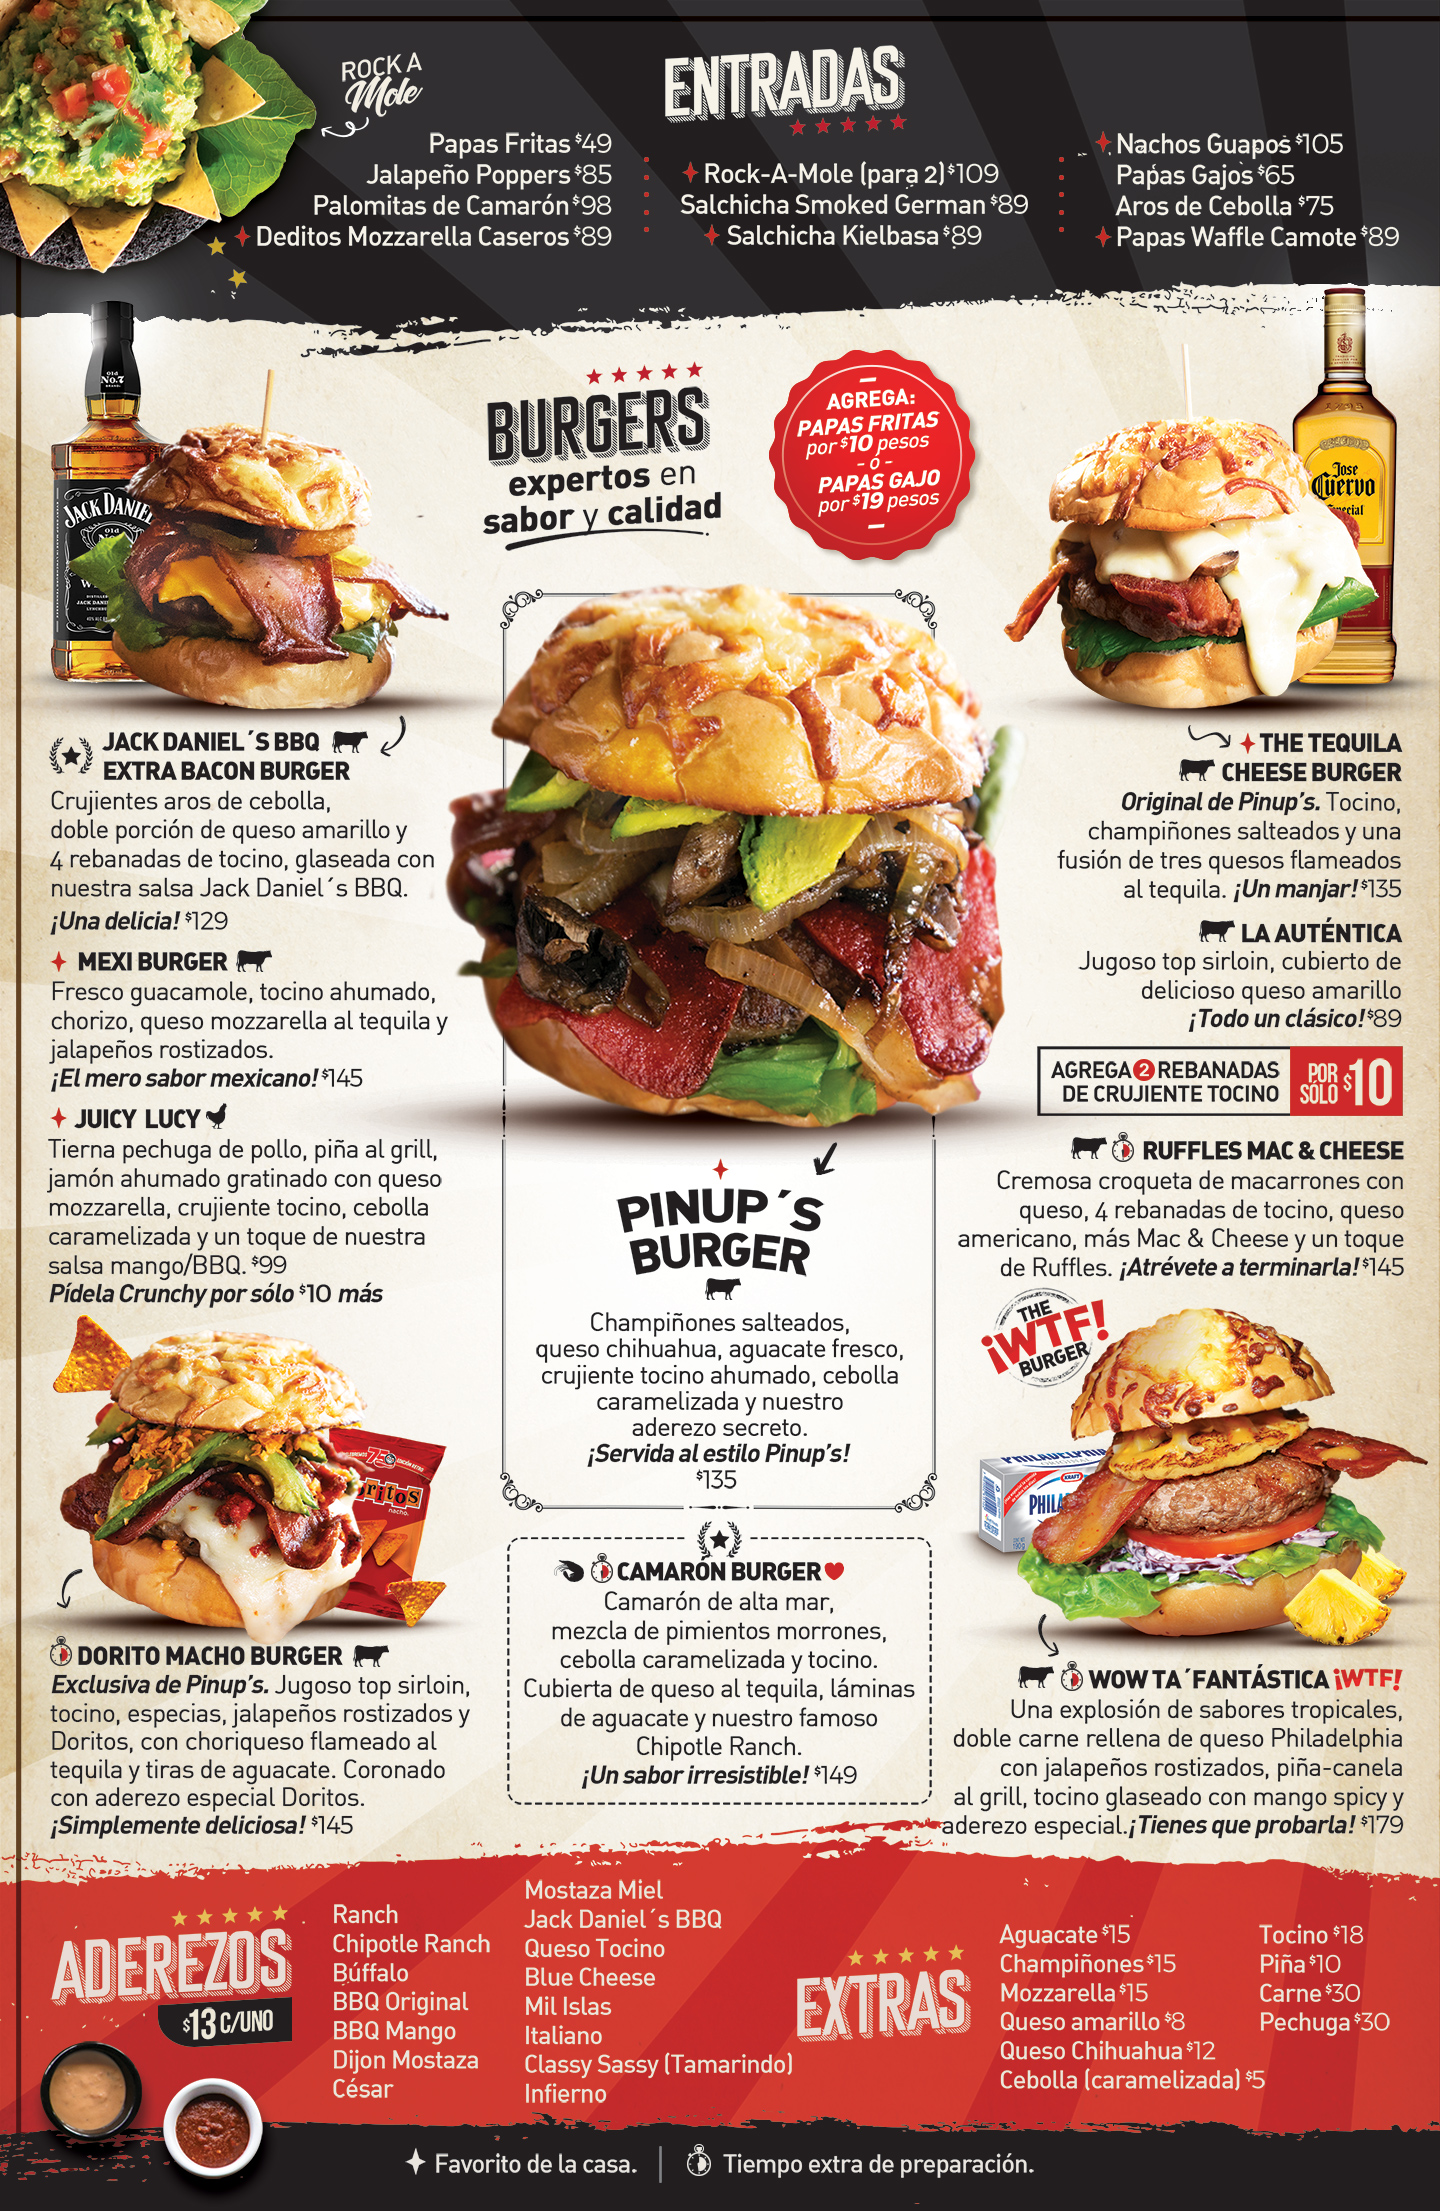 ROCK A
Mole
Papas Fritas $49
Jalapeño Poppers $85
Palomitas de Camarón $98
Deditos Mozzarella Caseros $89
ENTRADAS
Rock-A-Mole (para 2) $109
Salchicha Smoked German $89
Salchicha Kielbasa $89
Nachos Guapos $105
Papas Gajos $65
Aros de Cebolla $75
Papas Waffle Camote $89
BURGERS
expertos en
sabor y calidad
AGREGA:
PAPAS FRITAS
por $10 pesos
- o -
PAPAS GAJO
por $19 pesos
Old
No.7
JACK DANIEL
Old
JACK DANI
Jose
Cuervo
pecial
JACK DANIEL´S BBQ
EXTRA BACON BURGER
Crujientes aros de cebolla,
doble porción de queso amarillo y
4 rebanadas de tocino, glaseada con
nuestra salsa Jack Daniel´s BBQ.
¡Una delicia! $129
MEXI BURGER
Fresco guacamole, tocino ahumado,
chorizo, queso mozzarella al tequila y
jalapeños rostizados.
¡El mero sabor mexicano! $145
JUICY LUCY
Tierna pechuga de pollo, piña al grill,
jamón ahumado gratinado con queso
mozzarella, crujiente tocino, cebolla
caramelizada y un toque de nuestra
salsa mango/BBQ. $99
Pídela Crunchy por sólo $10 más
ritos
nacho.
DORITO MACHO BURGER
Exclusiva de Pinup's. Jugoso top sirloin,
tocino, especias, jalapeños rostizados y
Doritos, con choriqueso flameado al
tequila y tiras de aguacate. Coronado
con aderezo especial Doritos.
¡Simplemente deliciosa! $145
PINUP´S
BURGER
Champiñones salteados,
queso chihuahua, aguacate fresco,
crujiente tocino ahumado, cebolla
caramelizada y nuestro
aderezo secreto.
¡Servida al estilo Pinup's!
$135
CAMARÓN BURGER
Camarón de alta mar,
mezcla de pimientos morrones,
cebolla caramelizada y tocino.
Cubierta de queso al tequila, láminas
de aguacate y nuestro famoso
Chipotle Ranch.
¡Un sabor irresistible! $149
THE TEQUILA
CHEESE BURGER
Original de Pinup's. Tocino,
champiñones salteados y una
fusión de tres quesos flameados
al tequila. ¡Un manjar! $135
LA AUTÉNTICA
Jugoso top sirloin, cubierto de
delicioso queso amarillo
¡Todo un clásico! $89
AGREGA 2 REBANADAS
DE CRUJIENTE TOCINO
POR
SÓLO $10
RUFFLES MAC & CHEESE
Cremosa croqueta de macarrones con
queso, 4 rebanadas de tocino, queso
americano, más Mac & Cheese y un toque
de Ruffles. ¡Atrévete a terminarla! $145
THE
¡WTF!
BURGER
PHILADELPHIA
KRAFT
PHILA
WOW TA´FANTÁSTICA ¡WTF!
Una explosión de sabores tropicales,
doble carne rellena de queso Philadelphia
con jalapeños rostizados, piña-canela
al grill, tocino glaseado con mango spicy y
aderezo especial. ¡Tienes que probarla! $179
ADEREZOS
$13 C/UNO
Ranch
Chipotle Ranch
Búffalo
BBQ Original
BBQ Mango
Dijon Mostaza
César
Mostaza Miel
Jack Daniel´s BBQ
Queso Tocino
Blue Cheese
Mil Islas
Italiano
Classy Sassy (Tamarindo)
Infierno
EXTRAS
Aguacate $15
Champiñones $15
Mozzarella $15
Queso amarillo $8
Queso Chihuahua $12
Cebolla (caramelizada) $5
Tocino $18
Piña $10
Carne $30
Pechuga $30
Favorito de la casa.
Tiempo extra de preparación.